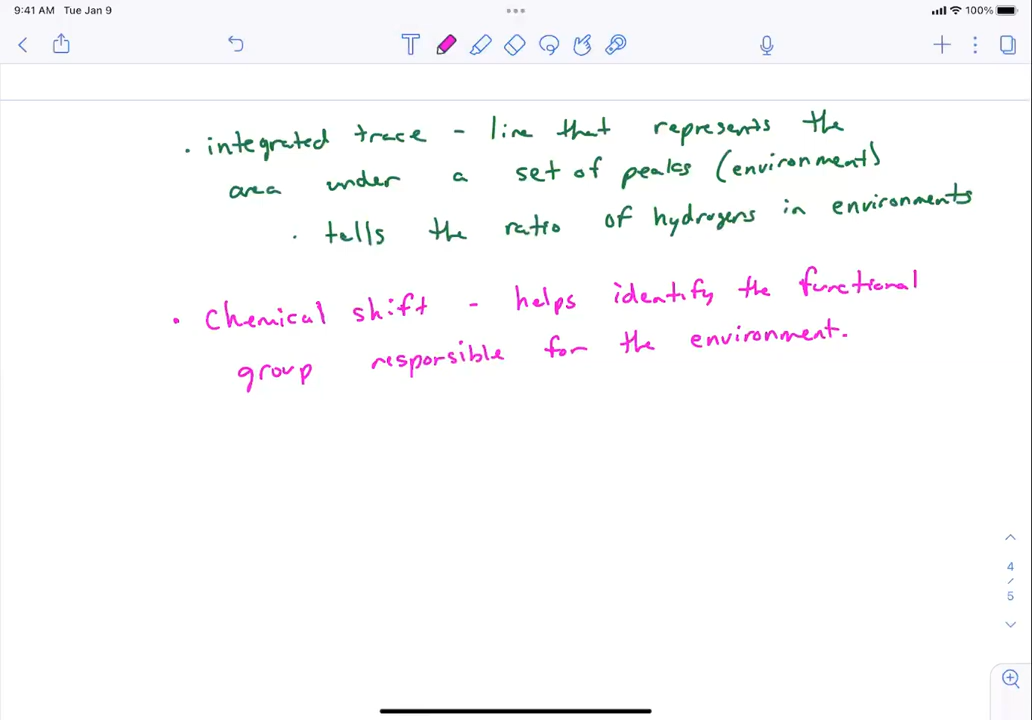 9:41 AM Tue Jan 9
100%
T
• integrated trace - line that represents the
area under a set of peaks (environment)
• tells the ratio of hydrogens in environments
• Chemical shift - helps identify the functional
group responsible for the environment.
4
/
5